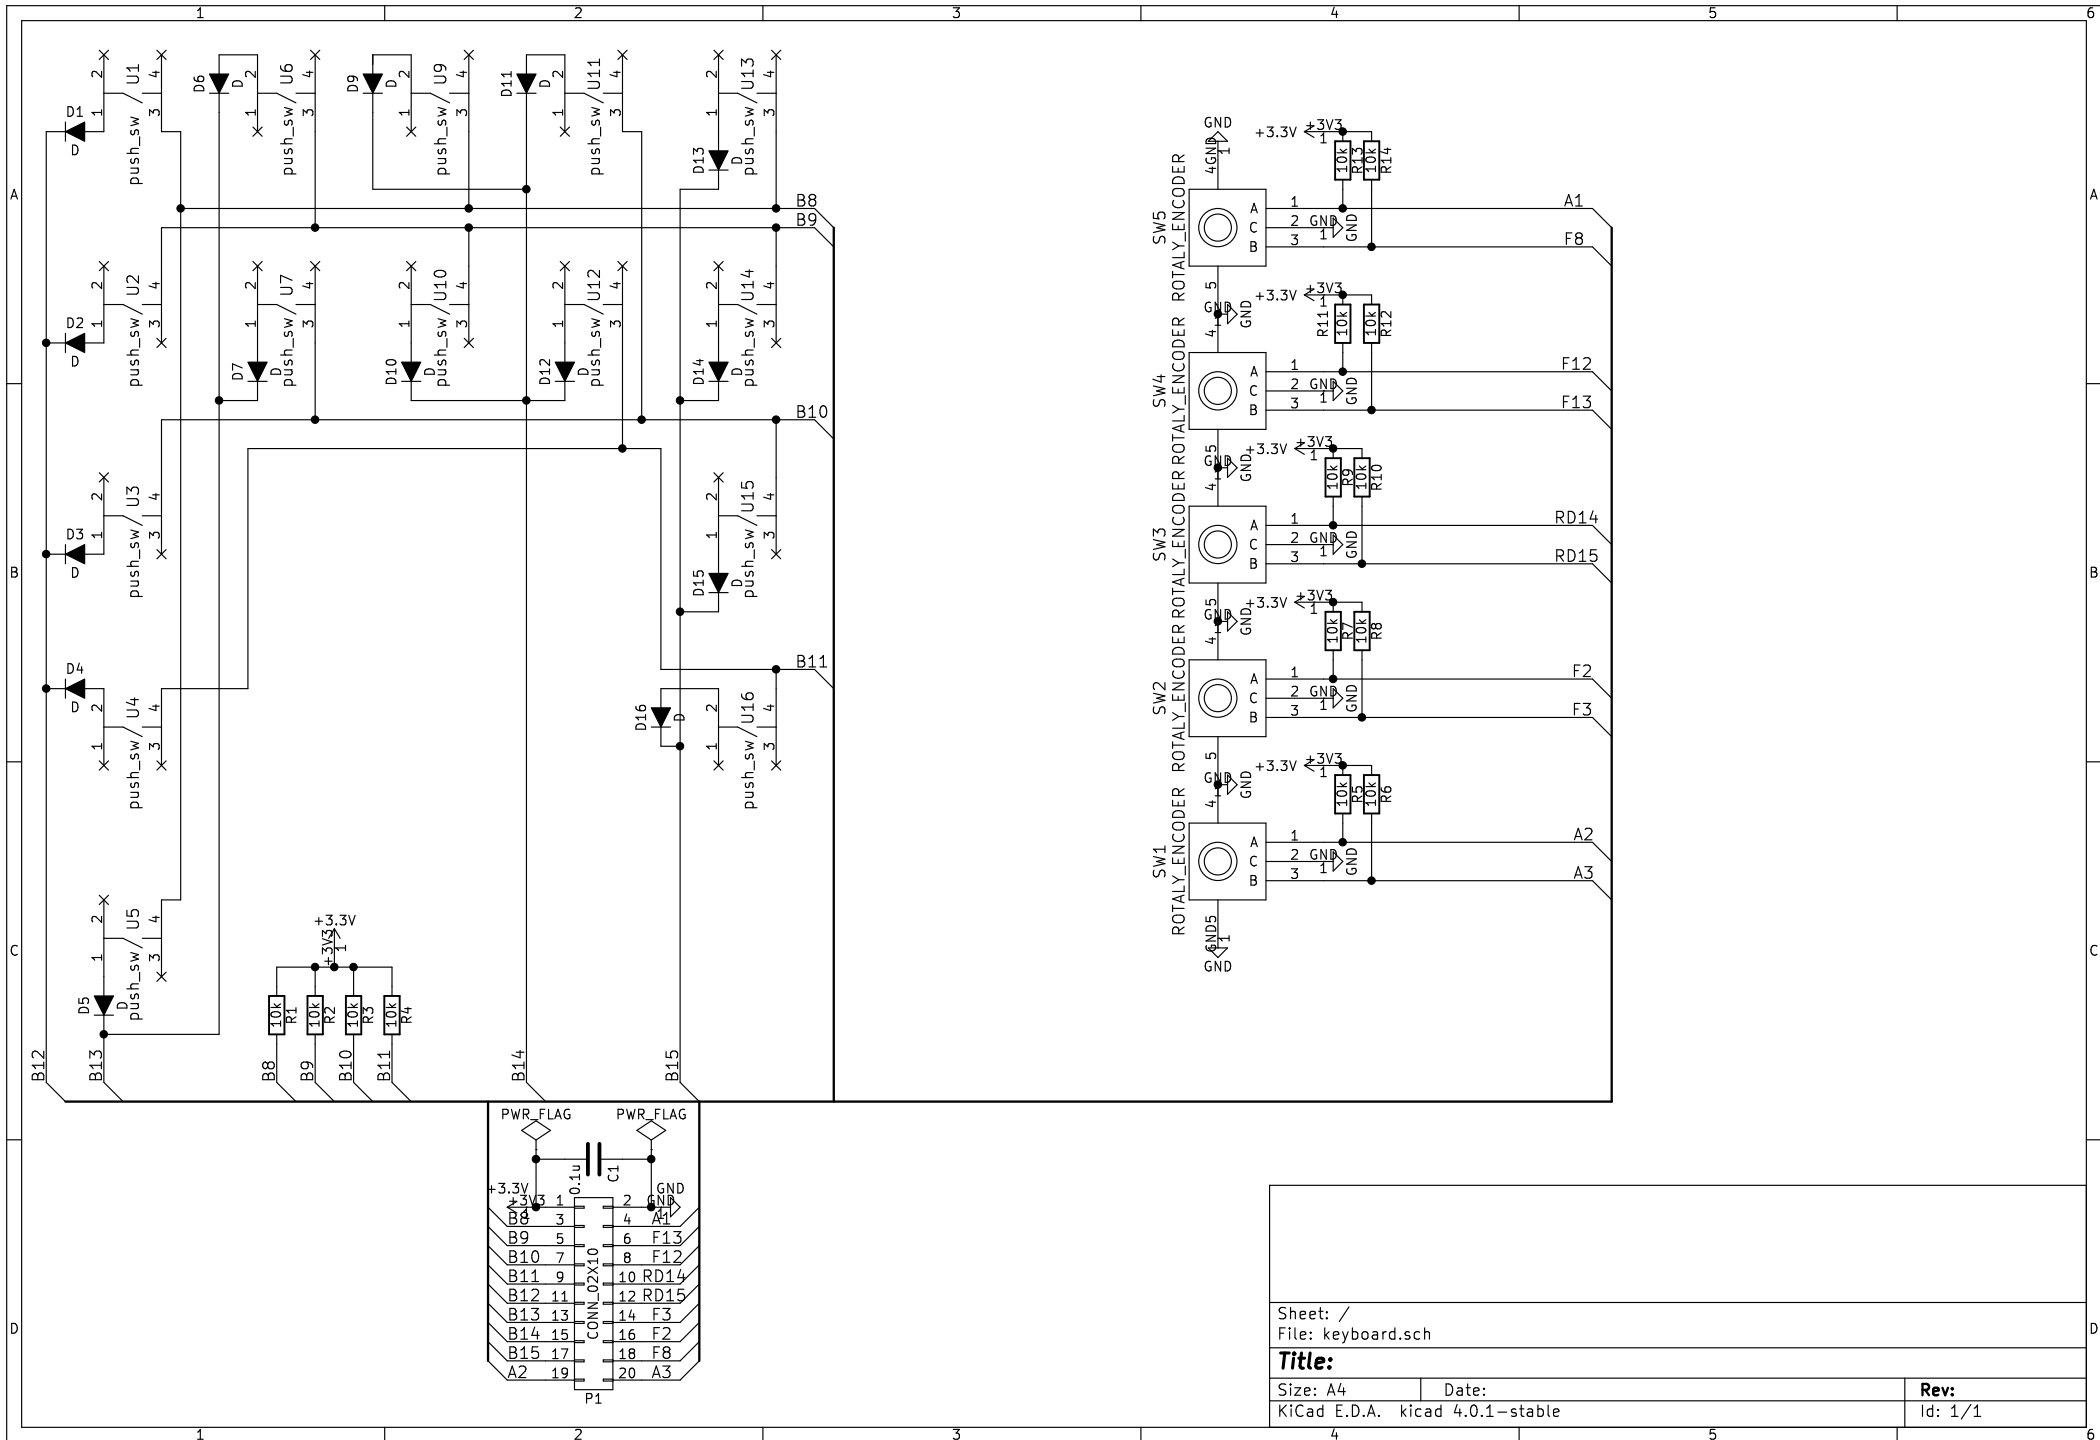 1 2 3 4 5 6
A A
B B
C C
D D
1 2 3 4 5 6
D1 D
1 2 3 4 U1 push_sw
D6 D
1 2 3 4 U6 push_sw
D9 D
1 2 3 4 U9 push_sw
D11 D
1 2 3 4 U11 push_sw
D13 D
1 2 3 4 U13 push_sw
B8
B9
D2 D
1 2 3 4 U2 push_sw
D7 D
1 2 3 4 U7 push_sw
D10 D
1 2 3 4 U10 push_sw
D12 D
1 2 3 4 U12 push_sw
D14 D
1 2 3 4 U14 push_sw
B10
D3 D
1 2 3 4 U3 push_sw
D15 D
1 2 3 4 U15 push_sw
B11
D4 D
1 2 3 4 U4 push_sw
D16 D
1 2 3 4 U16 push_sw
D5 D
1 2 3 4 U5 push_sw
+3.3V
+3V3 1
10k R1
10k R2
10k R3
10k R4
B12 B13 B8 B9 B10 B11 B14 B15
GND
4 GND 1
SW5 ROTALY_ENCODER
A C B
1 2 3
GND 1 GND
+3.3V +3V3 1
10k R13
10k R14
A1
F8
5 GND GND 4
SW4 ROTALY_ENCODER
A C B
1 2 3
GND 1 GND
+3.3V +3V3 1
R11 10k
10k R12
F12
F13
5 GND GND 4
SW3 ROTALY_ENCODER
A C B
1 2 3
GND 1 GND
+3.3V +3V3 1
10k R9
10k R10
RD14
RD15
5 GND GND 4
SW2 ROTALY_ENCODER
A C B
1 2 3
GND 1 GND
+3.3V +3V3 1
10k R7
10k R8
F2
F3
5 GND GND 4
SW1 ROTALY_ENCODER
A C B
1 2 3
GND 1 GND
+3.3V +3V3 1
10k R5
10k R6
A2
A3
GND 5 1
GND
PWR_FLAG PWR_FLAG
0.1u C1
+3.3V GND
+3V3 1 1 2 GND 1
B8 3 4 A1
B9 5 6 F13
B10 7 8 F12
B11 9 10 RD14
B12 11 12 RD15
B13 13 14 F3
B14 15 16 F2
B15 17 18 F8
A2 19 20 A3
CONN_02X10
P1
Sheet: /
File: keyboard.sch
Title:
Size: A4 Date: Rev:
KiCad E.D.A. kicad 4.0.1-stable Id: 1/1